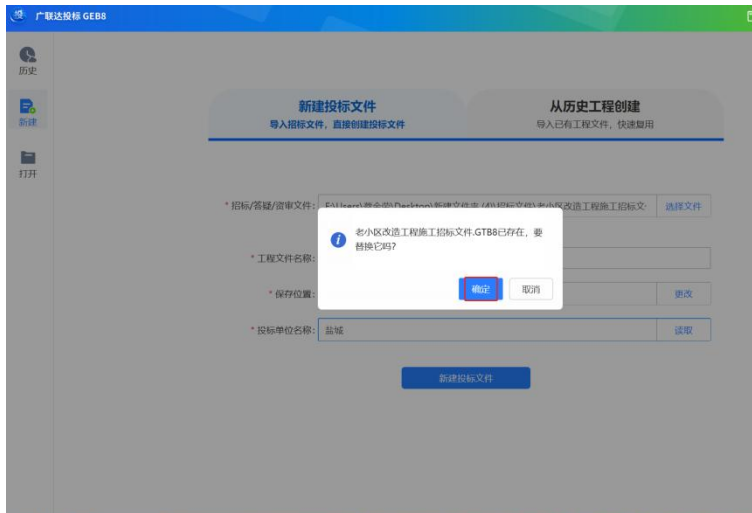 广联达投标 GEB8
历史
新建
打开
新建投标文件
导入招标文件，直接创建投标文件
从历史工程创建
导入已有工程文件，快速复用
*招标/答疑/资审文件:
选择文件
老小区改造工程施工招标文件.GTB8已存在，要
替换它吗?
确定
取消
*工程文件名称:
*保存位置:
更改
*投标单位名称:
盐城
读取
新建投标文件